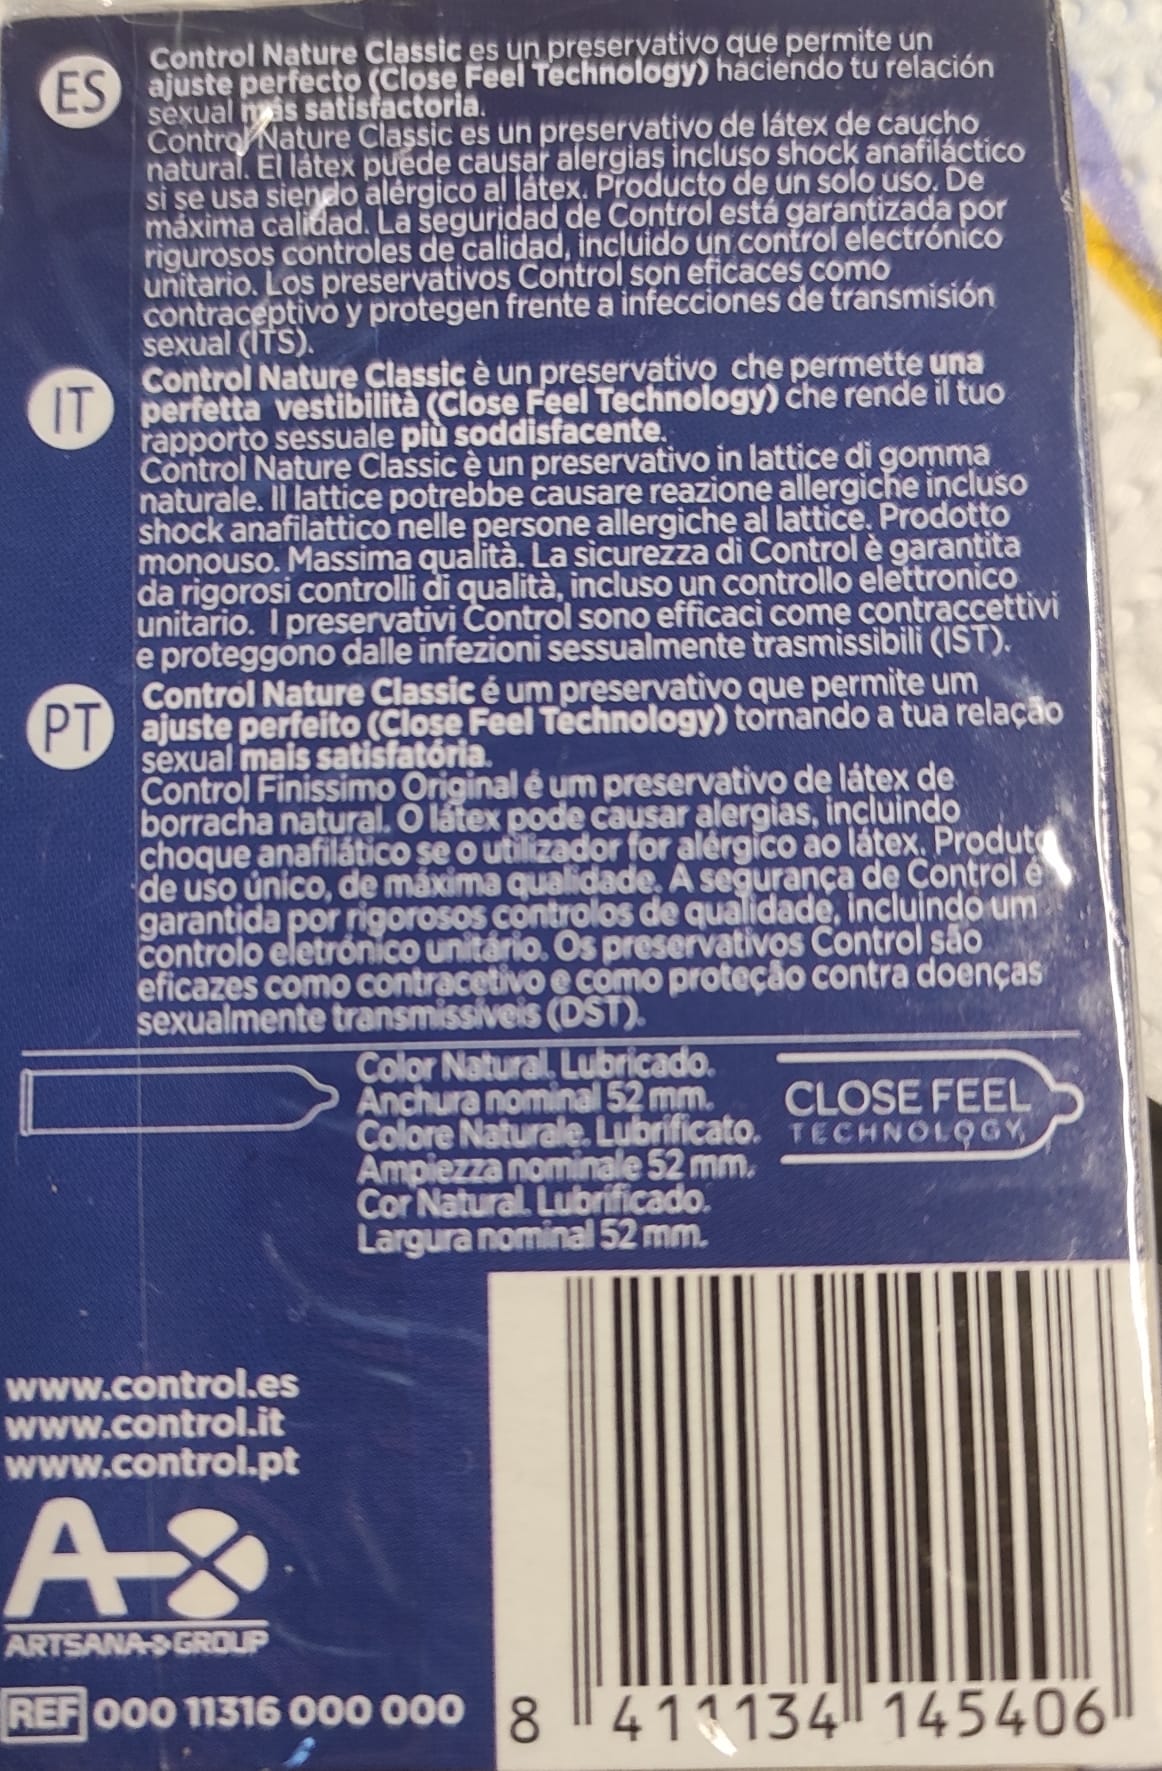 ES
Control Nature Classic es un preservativo que permite un
ajuste perfecto (Close Feel Technology) haciendo tu relación
sexual más satisfactoria.
Control Nature Classic es un preservativo de látex de caucho
natural. El látex puede causar alergias incluso shock anafiláctico
si se usa siendo alérgico al látex. Producto de un solo uso. De
máxima calidad. La seguridad de Control está garantizada por
rigurosos controles de calidad, incluido un control electrónico
unitario. Los preservativos Control son eficaces como
contraceptivo y protegen frente a infecciones de transmisión
sexual (ITS).
IT
Control Nature Classic è un preservativo che permette una
perfetta vestibilità (Close Feel Technology) che rende il tuo
rapporto sessuale più soddisfacente.
Control Nature Classic è un preservativo in lattice di gomma
naturale. Il lattice potrebbe causare reazione allergiche incluso
shock anafilattico nelle persone allergiche al lattice. Prodotto
monouso. Massima qualità. La sicurezza di Control è garantita
da rigorosi controlli di qualità, incluso un controllo elettronico
unitario. I preservativi Control sono efficaci come contraccettivi
e proteggono dalle infezioni sessualmente trasmissibili (IST).
PT
Control Nature Classic é um preservativo que permite um
ajuste perfeito (Close Feel Technology) tornando a tua relação
sexual mais satisfatória.
Control Finissimo Original é um preservativo de látex de
borracha natural. O látex pode causar alergias, incluindo
choque anafilático se o utilizador for alérgico ao látex. Produto
de uso único, de máxima qualidade. A segurança de Control é
garantida por rigorosos controlos de qualidade, incluindo um
controlo eletrónico unitário. Os preservativos Control são
eficazes como contracetivo e como proteção contra doenças
sexualmente transmissíveis (DST).
Color Natural. Lubricado.
Anchura nominal 52 mm.
Colore Naturale. Lubrificato.
Ampiezza nominale 52 mm.
Cor Natural. Lubrificado.
Largura nominal 52 mm.
CLOSE FEEL
TECHNOLOGY
www.control.es
www.control.it
www.control.pt
A
ARTSANA GROUP
REF 000 11316 000 000
8 411134 145406